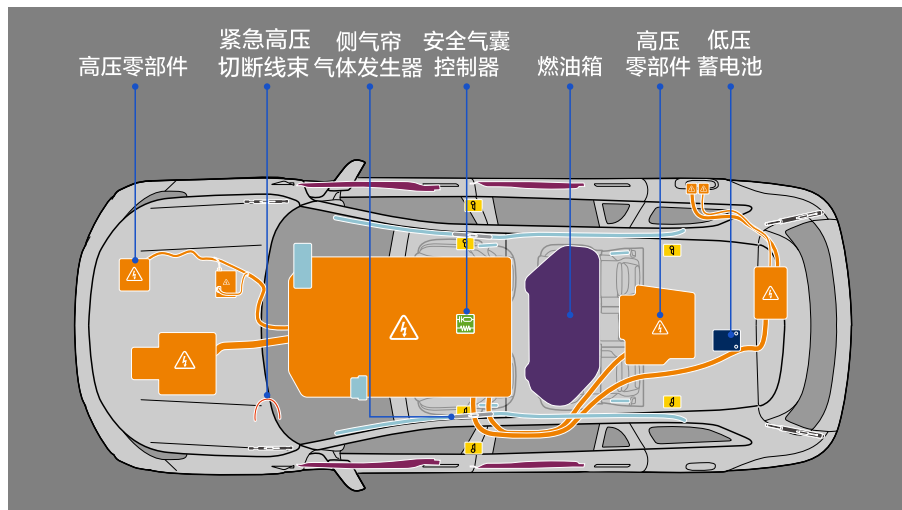 高压零部件
紧急高压
切断线束
侧气帘
气体发生器
安全气囊
控制器
燃油箱
高压
零部件
低压
蓄电池